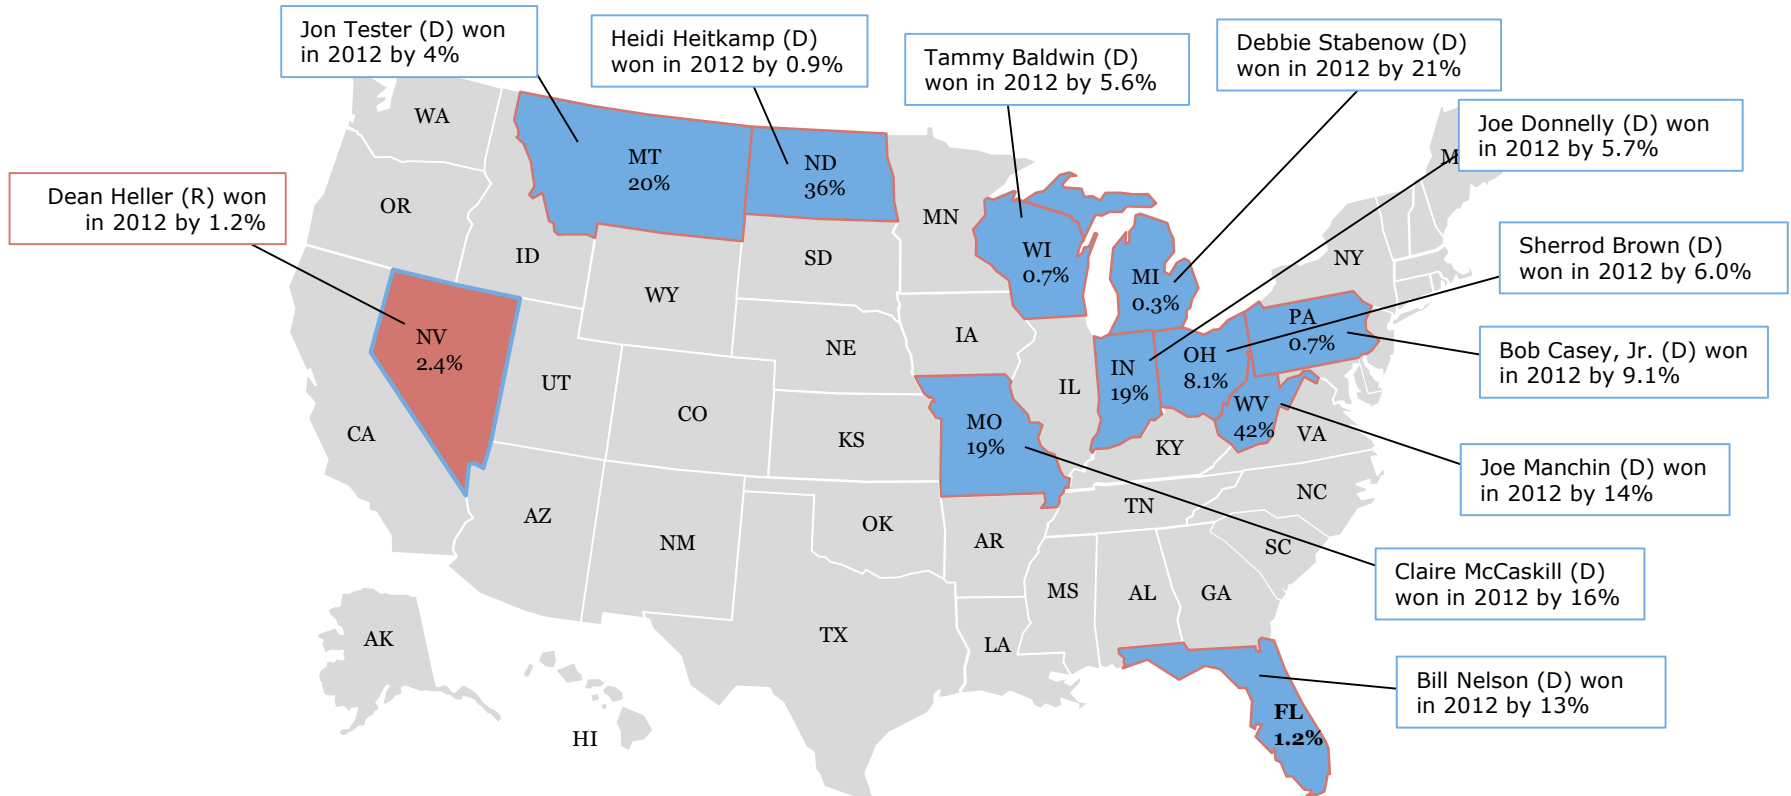 Jon Tester (D) won
in 2012 by 4%
Heidi Heitkamp (D)
won in 2012 by 0.9%
Tammy Baldwin (D)
won in 2012 by 5.6%
Debbie Stabenow (D)
won in 2012 by 21%
Joe Donnelly (D) won
in 2012 by 5.7%
Dean Heller (R) won
in 2012 by 1.2%
Sherrod Brown (D)
won in 2012 by 6.0%
Bob Casey, Jr. (D) won
in 2012 by 9.1%
Joe Manchin (D) won
in 2012 by 14%
Claire McCaskill (D)
won in 2012 by 16%
Bill Nelson (D) won
in 2012 by 13%
WA
MT
20%
ND
36%
M
OR
MN
ID
SD
WI
0.7%
MI
0.3%
NY
WY
NV
2.4%
NE
IA
PA
0.7%
UT
CO
IL
IN
19%
OH
8.1%
WV
42%
CA
KS
MO
19%
KY
VA
AZ
NM
OK
AR
TN
NC
SC
MS
AL
GA
AK
TX
LA
HI
FL
1.2%